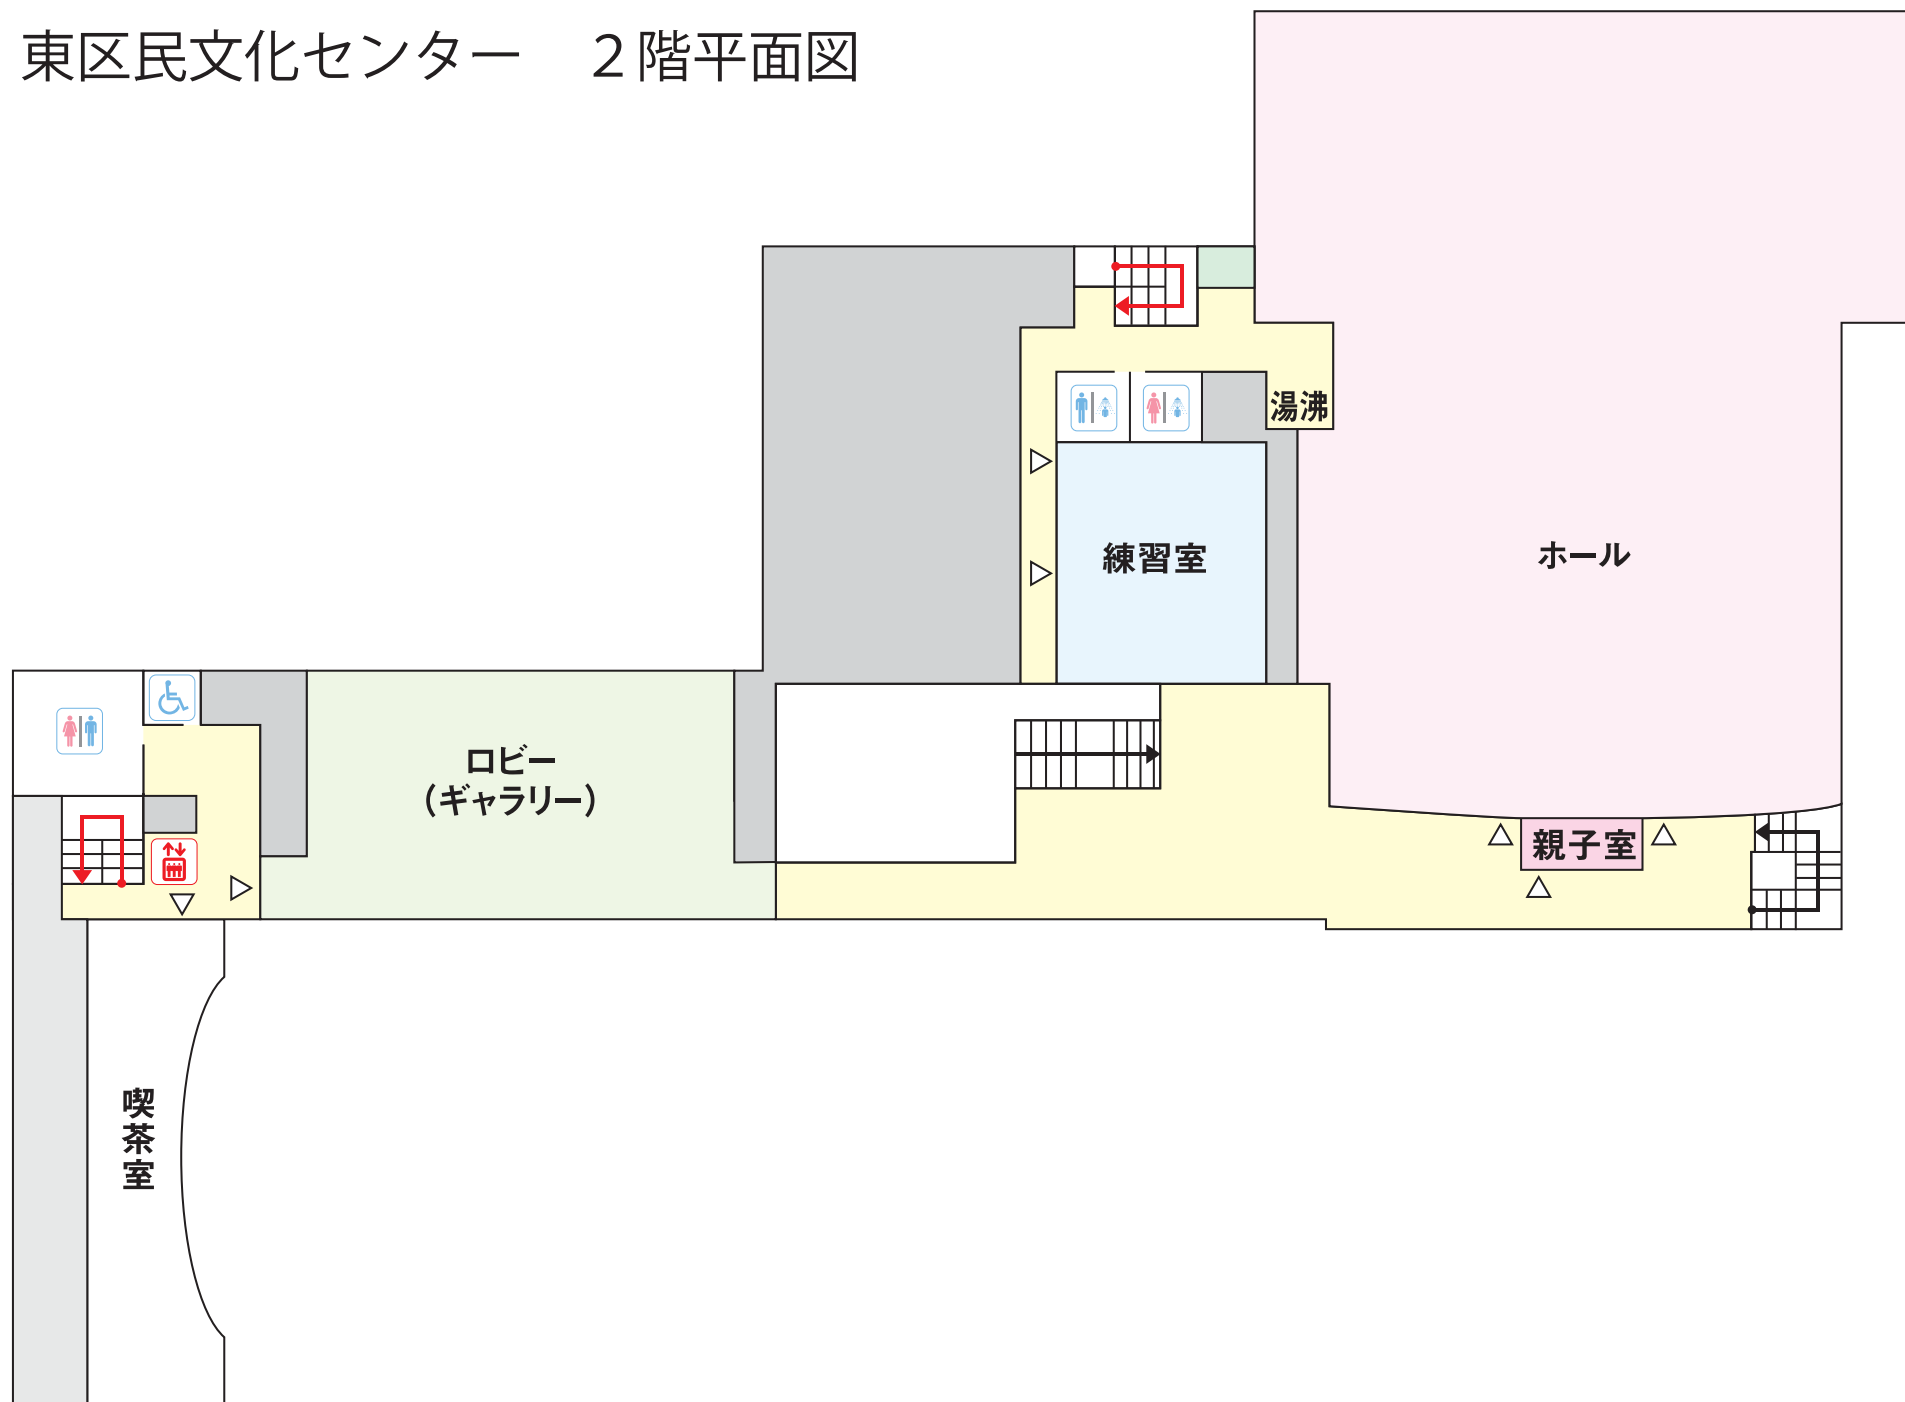 東区民文化センター　２階平面図
湯沸
練習室
ホール
ロビー
（ギャラリー）
親子室
喫茶室